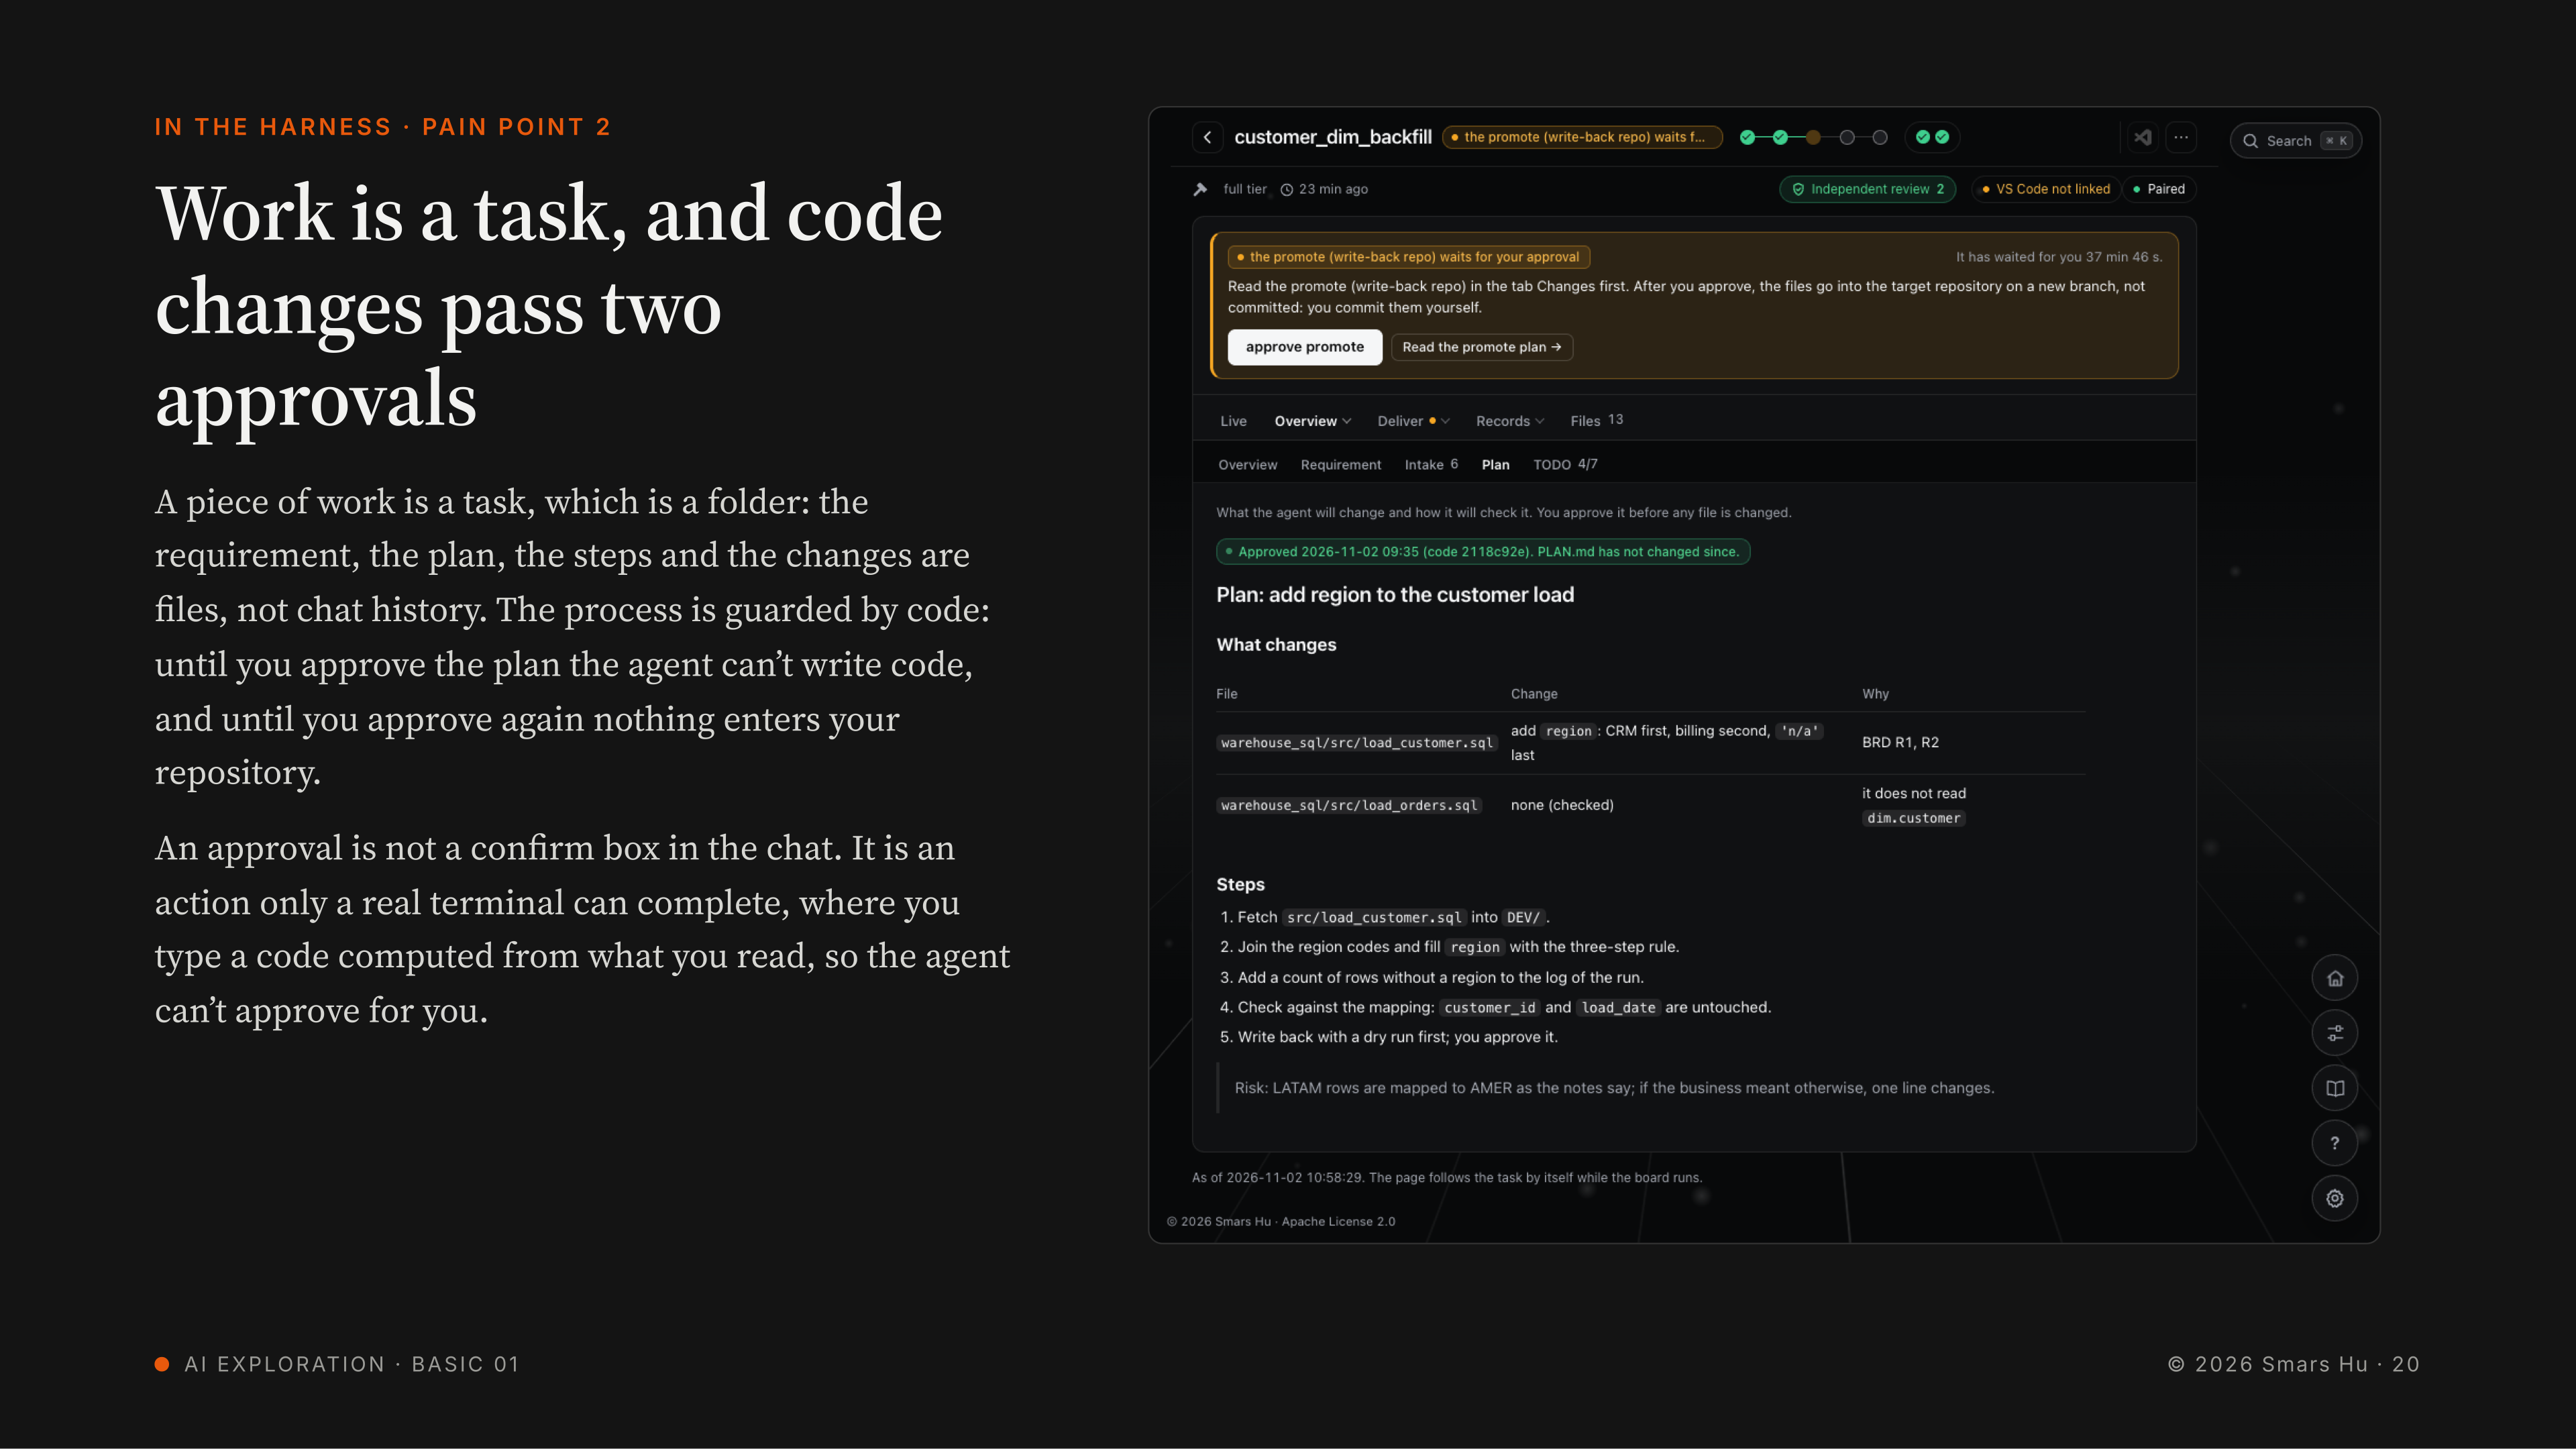 IN THE HARNESS · PAIN POINT 2
Work is a task, and code
changes pass two
approvals
A piece of work is a task, which is a folder: the
requirement, the plan, the steps and the changes are
files, not chat history. The process is guarded by code:
until you approve the plan the agent can’t write code,
and until you approve again nothing enters your
repository.
An approval is not a confirm box in the chat. It is an
action only a real terminal can complete, where you
type a code computed from what you read, so the agent
can’t approve for you.
customer_dim_backfill the promote (write-back repo) waits f... Search ⌘ K
full tier 23 min ago Independent review 2 VS Code not linked Paired
the promote (write-back repo) waits for your approval It has waited for you 37 min 46 s.
Read the promote (write-back repo) in the tab Changes first. After you approve, the files go into the target repository on a new branch, not
committed: you commit them yourself.
approve promote Read the promote plan →
Live Overview Deliver Records Files 13
Overview Requirement Intake 6 Plan TODO 4/7
What the agent will change and how it will check it. You approve it before any file is changed.
Approved 2026-11-02 09:35 (code 2118c92e). PLAN.md has not changed since.
Plan: add region to the customer load
What changes
File Change Why
warehouse_sql/src/load_customer.sql add region: CRM first, billing second, 'n/a' BRD R1, R2
last
warehouse_sql/src/load_orders.sql none (checked) it does not read
dim.customer
Steps
1. Fetch src/load_customer.sql into DEV/.
2. Join the region codes and fill region with the three-step rule.
3. Add a count of rows without a region to the log of the run.
4. Check against the mapping: customer_id and load_date are untouched.
5. Write back with a dry run first; you approve it.
Risk: LATAM rows are mapped to AMER as the notes say; if the business meant otherwise, one line changes.
?
As of 2026-11-02 10:58:29. The page follows the task by itself while the board runs.
© 2026 Smars Hu · Apache License 2.0
AI EXPLORATION · BASIC 01
© 2026 Smars Hu · 20